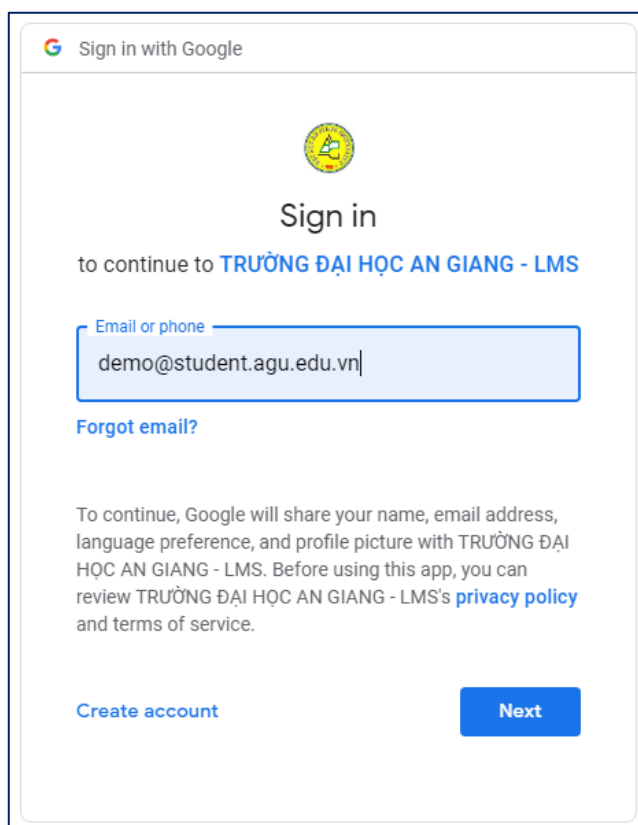 Sign in with Google
Sign in
to continue to TRƯỜNG ĐẠI HỌC AN GIANG - LMS
Email or phone
demo@student.agu.edu.vn
Forgot email?
To continue, Google will share your name, email address,
language preference, and profile picture with TRƯỜNG ĐẠI
HỌC AN GIANG - LMS. Before using this app, you can
review TRƯỜNG ĐẠI HỌC AN GIANG - LMS's privacy policy
and terms of service.
Create account
Next